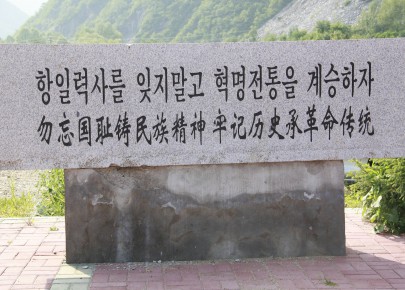 항일력사를 잊지말고 혁명전통을 계승하자
勿忘国耻铸民族精神牢记历史承革命传统